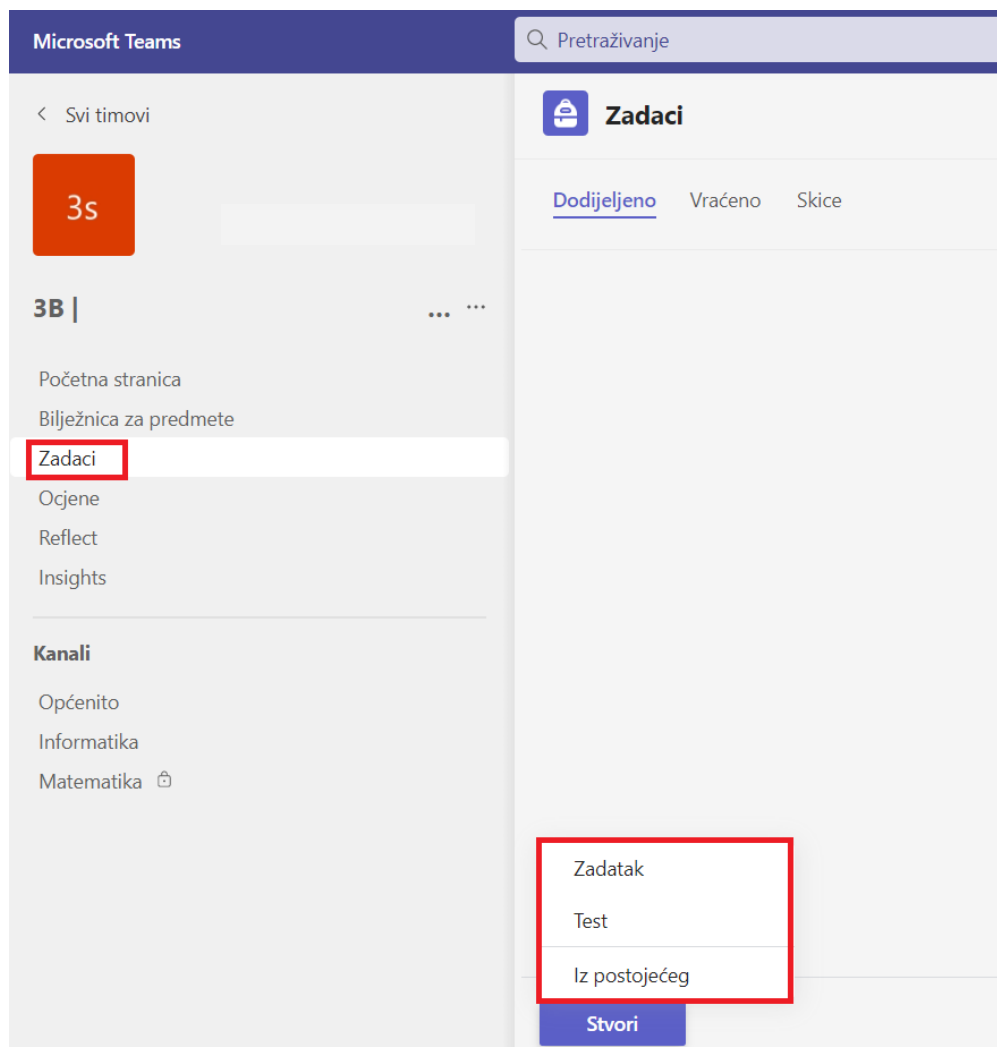 Microsoft Teams
Pretraživanje
Svi timovi
3s
3B |
... ...
Početna stranica
Bilježnica za predmete
Zadaci
Ocjene
Reflect
Insights
Kanali
Općenito
Informatika
Matematika
Zadaci
Dodijeljeno Vraćeno Skice
Zadatak
Test
Iz postojećeg
Stvori